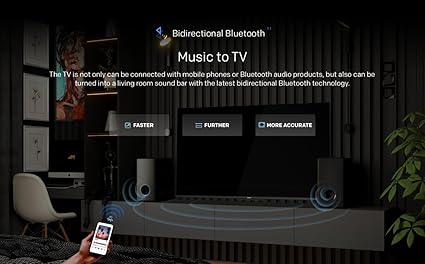 Bidirectional Bluetooth
Music to TV
The TV is not only can be connected with mobile phones or Bluetooth audio products, but also can be
turned into a living room sound bar with the latest bidirectional Bluetooth technology.
FASTER
FURTHER
MORE ACCURATE